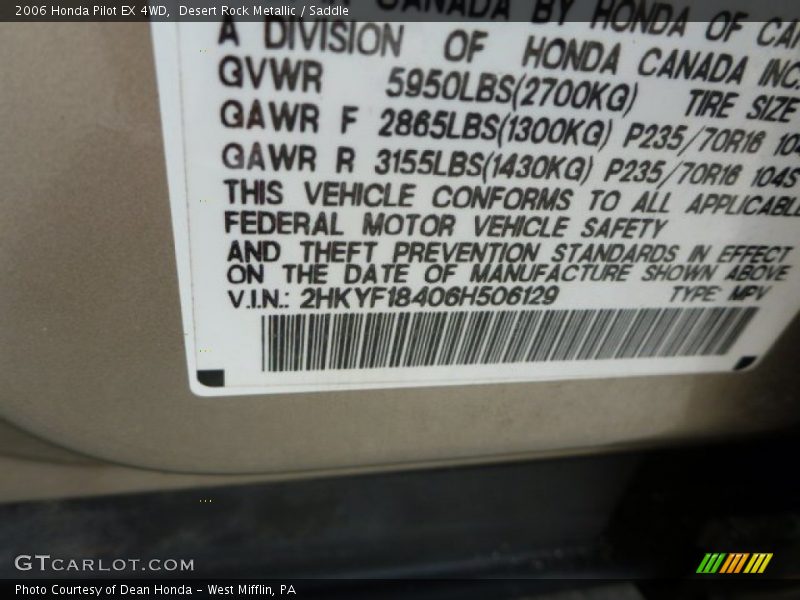 2006 Honda Pilot EX 4WD, Desert Rock Metallic / Saddle
CANADA BY HONDA OF
A DIVISION OF HONDA CANADA INC.
GVWR 5950LBS(2700KG) TIRE SIZE
GAWR F 2865LBS(1300KG) P235/70R16
GAWR R 3155LBS(1430KG) P235/70R16 104S
THIS VEHICLE CONFORMS TO ALL APPLICABLE
FEDERAL MOTOR VEHICLE SAFETY
AND THEFT PREVENTION STANDARDS IN EFFECT
ON THE DATE OF MANUFACTURE SHOWN ABOVE
V.I.N.: 2HKYF18406H506129 TYPE: MPV
GTCARLOT.COM
Photo Courtesy of Dean Honda - West Mifflin, PA